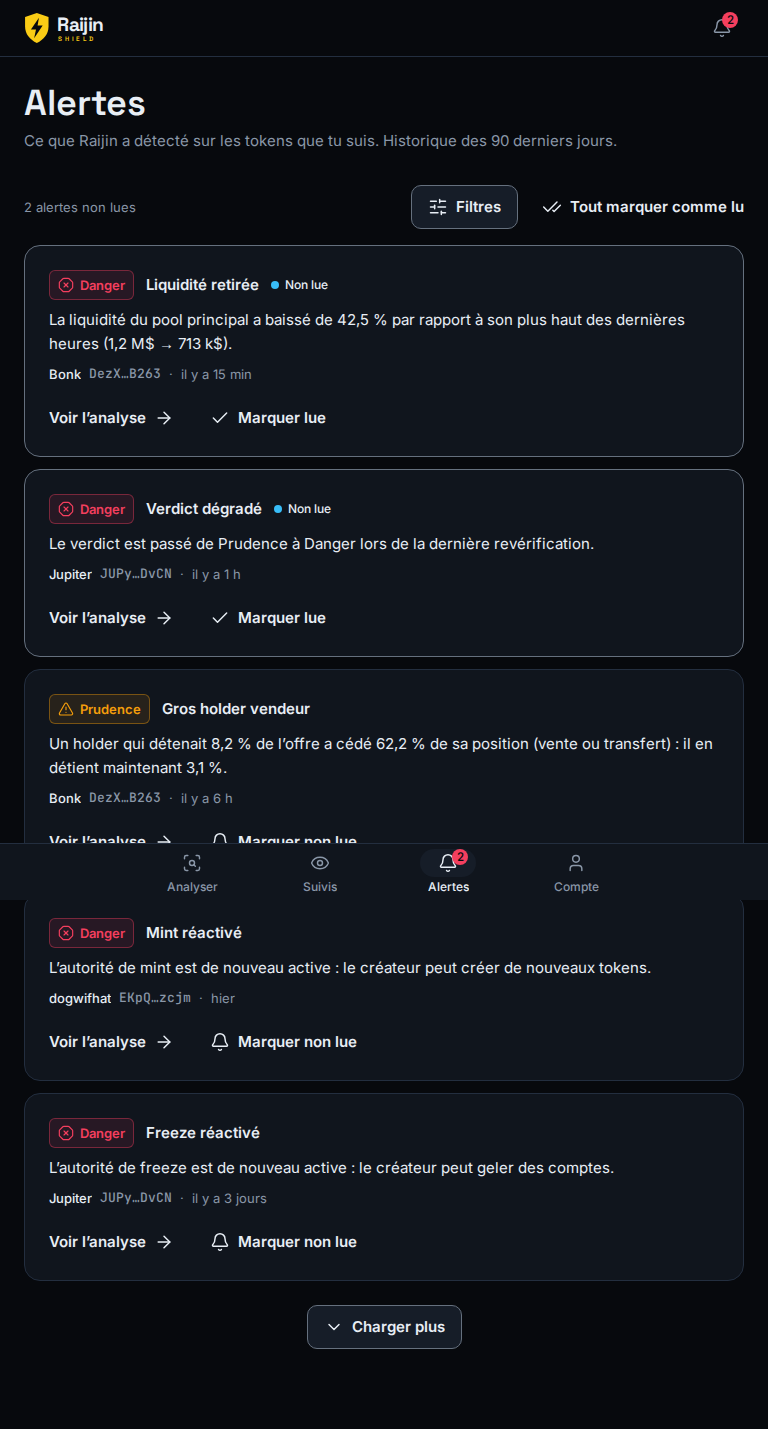 Raijin
SHIELD
2
Alertes
Ce que Raijin a détecté sur les tokens que tu suis. Historique des 90 derniers jours.
2 alertes non lues
Filtres
Tout marquer comme lu
Danger
Liquidité retirée
Non lue
La liquidité du pool principal a baissé de 42,5 % par rapport à son plus haut des dernières
heures (1,2 M$ → 713 k$).
Bonk DezX…B263 · il y a 15 min
Voir l’analyse
Marquer lue
Danger
Verdict dégradé
Non lue
Le verdict est passé de Prudence à Danger lors de la dernière revérification.
Jupiter JUPy…DvCN · il y a 1 h
Voir l’analyse
Marquer lue
Prudence
Gros holder vendeur
Un holder qui détenait 8,2 % de l’offre a cédé 62,2 % de sa position (vente ou transfert) : il en
détient maintenant 3,1 %.
Bonk DezX…B263 · il y a 6 h
Voir l’analyse
Marquer non lue
2
Analyser
Suivis
Alertes
Compte
Danger
Mint réactivé
L’autorité de mint est de nouveau active : le créateur peut créer de nouveaux tokens.
dogwifhat EKpQ…zcjm · hier
Voir l’analyse
Marquer non lue
Danger
Freeze réactivé
L’autorité de freeze est de nouveau active : le créateur peut geler des comptes.
Jupiter JUPy…DvCN · il y a 3 jours
Voir l’analyse
Marquer non lue
Charger plus